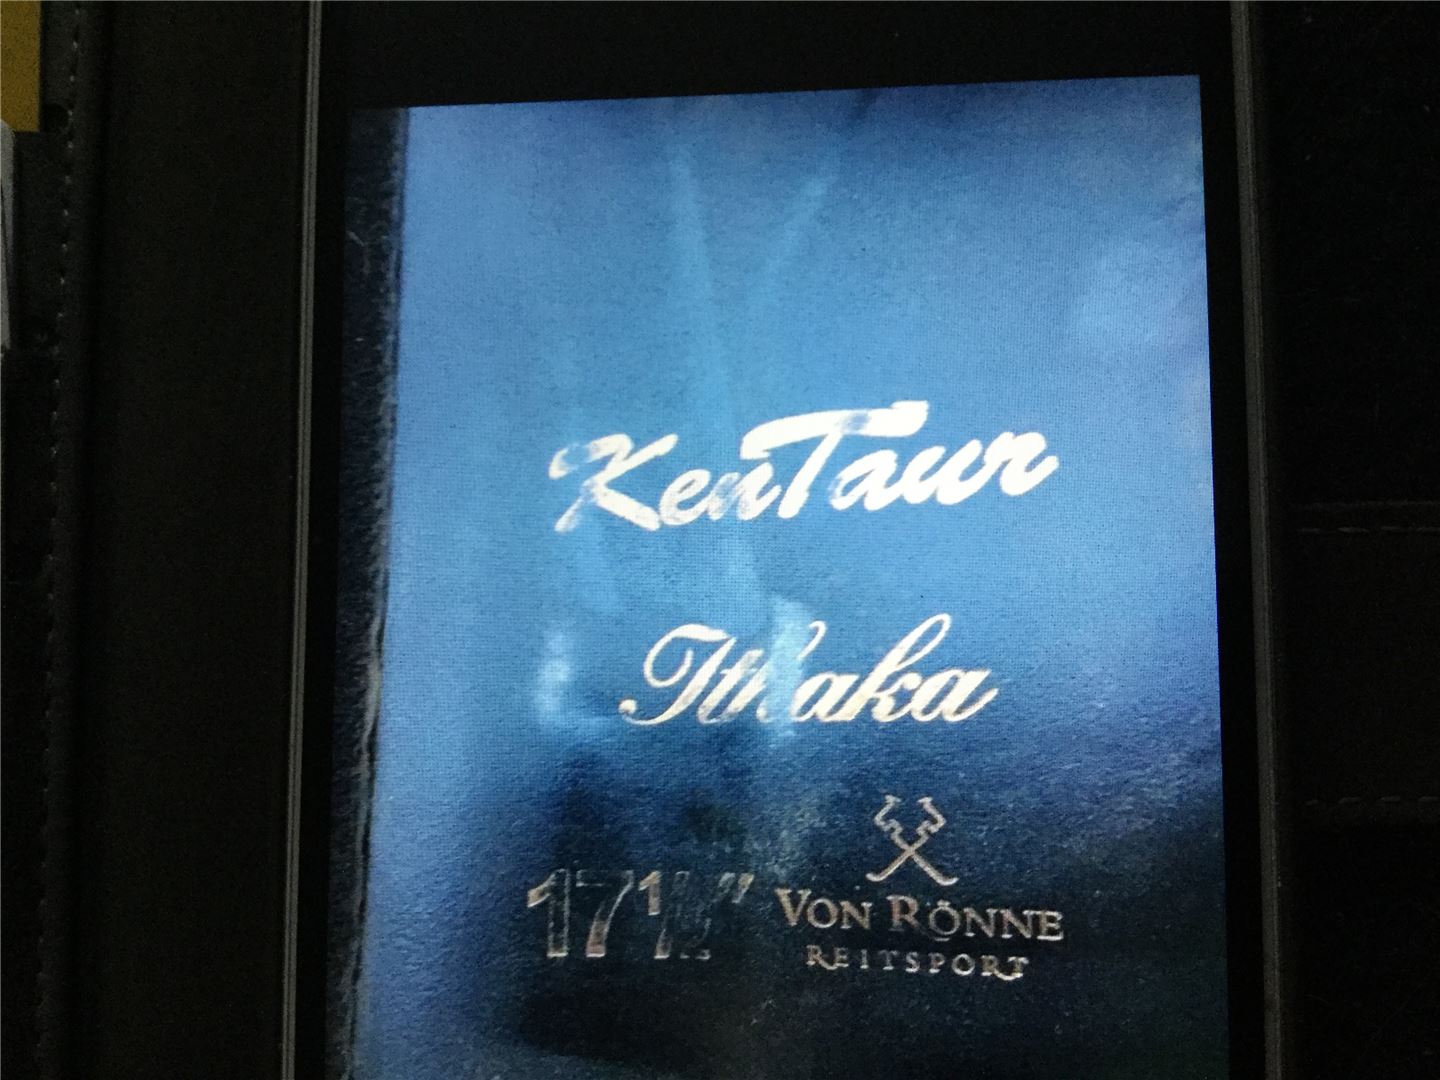 KenTaur
Ithaka
17½"
VON RÖNNE
REITSPORT